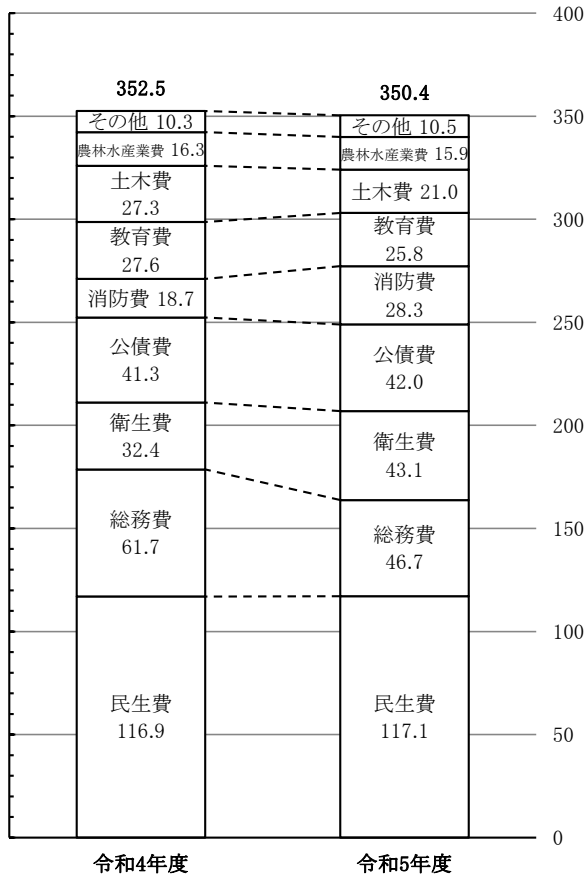 400
350
300
250
200
150
100
50
0
352.5
その他 10.3
農林水産業費 16.3
土木費
27.3
教育費
27.6
消防費 18.7
公債費
41.3
衛生費
32.4
総務費
61.7
民生費
116.9
令和4年度
350.4
その他 10.5
農林水産業費 15.9
土木費 21.0
教育費
25.8
消防費
28.3
公債費
42.0
衛生費
43.1
総務費
46.7
民生費
117.1
令和5年度